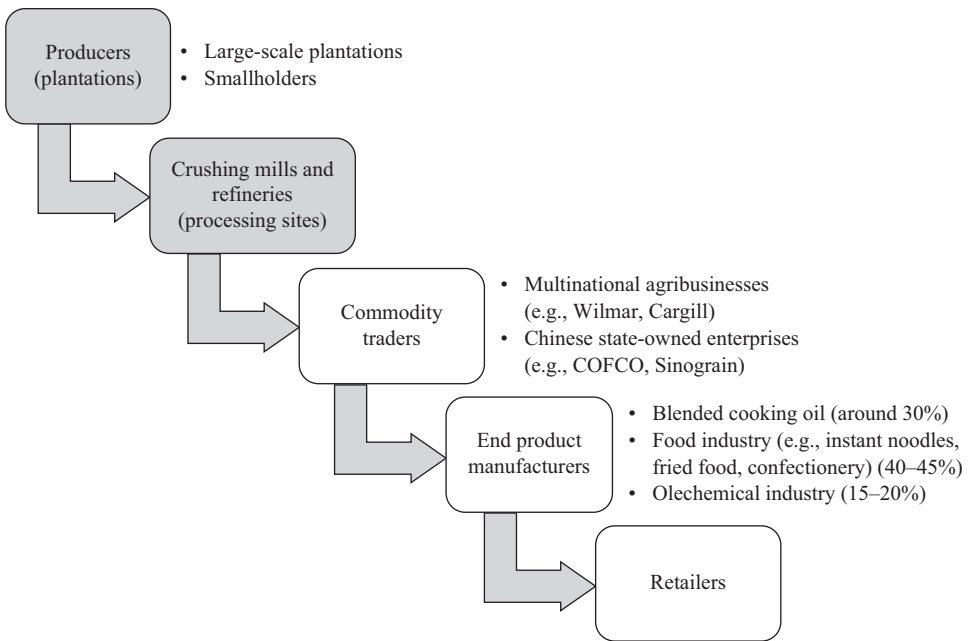 Producers
(plantations)
• Large-scale plantations
• Smallholders
Crushing mills and
refineries
(processing sites)
Commodity
traders
• Multinational agribusinesses
(e.g., Wilmar, Cargill)
• Chinese state-owned enterprises
(e.g., COFCO, Sinograin)
End product
manufacturers
• Blended cooking oil (around 30%)
• Food industry (e.g., instant noodles,
fried food, confectionery) (40–45%)
• Olechemical industry (15–20%)
Retailers